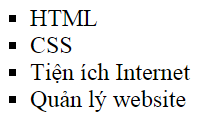 HTML
CSS
Tiện ích Internet
Quản lý website